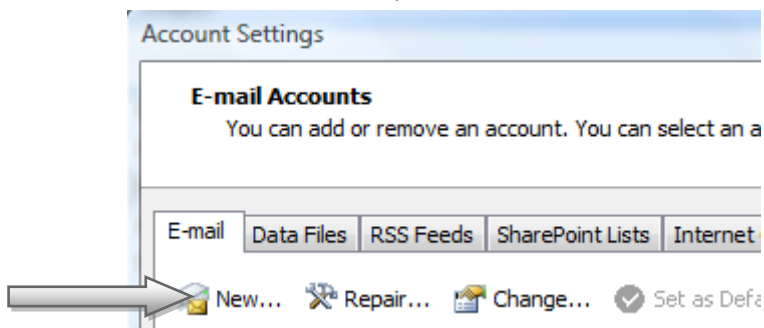 Account Settings
E-mail Accounts
You can add or remove an account. You can select an a
E-mail Data Files RSS Feeds SharePoint Lists Internet
New... Repair... Change... Set as Defa